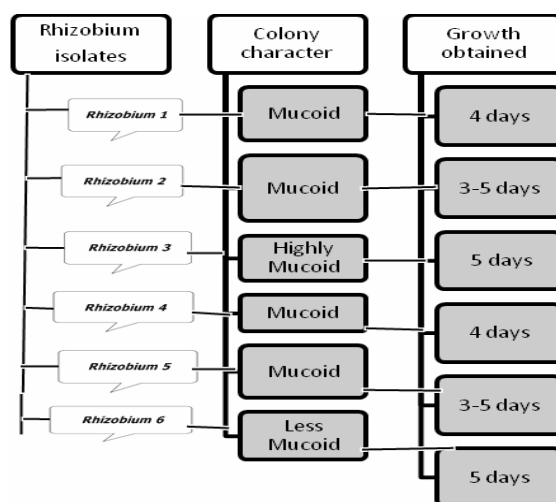 Rhizobium
isolates
Colony
character
Growth
obtained
Rhizobium 1
Mucoid
4 days
Rhizobium 2
Mucoid
3-5 days
Rhizobium 3
Highly
Mucoid
5 days
Rhizobium 4
Mucoid
4 days
Rhizobium 5
Mucoid
3-5 days
Rhizobium 6
Less
Mucoid
5 days